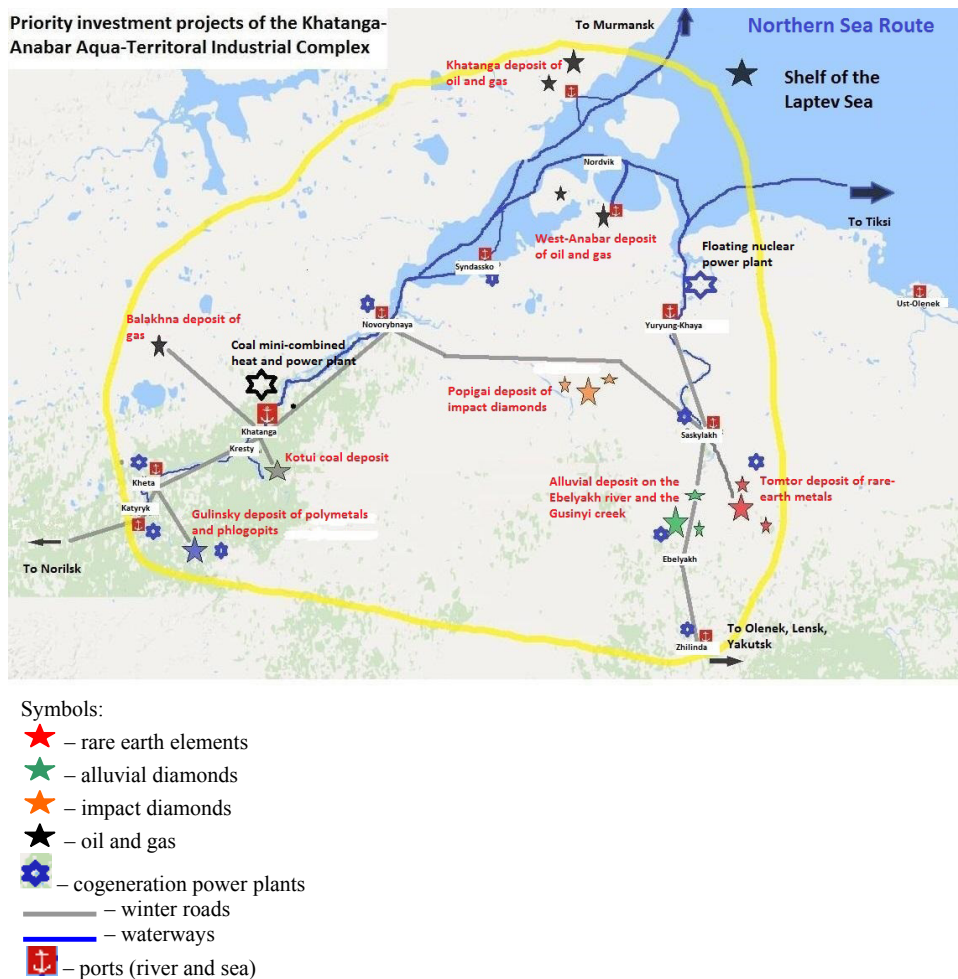 Priority investment projects of the Khatanga-
Anabar Aqua-Territoral Industrial Complex
To Murmansk
Northern Sea Route
Khatanga deposit of
oil and gas
Shelf of the
Laptev Sea
Nordvik
To Tiksi
West-Anabar deposit
of oil and gas
Floating nuclear
power plant
Syndassko
Ust-Olenek
Novorybnaya
Yuryung-Khaya
Balakhna deposit of
gas
Coal mini-combined
heat and power plant
Popigai deposit of
impact diamonds
Khatanga
Saskylakh
Kresty
Kotui coal deposit
Kheta
Alluvial deposit on the
Ebelyakh river and the
Gusinyi creek
Tomtor deposit of rare-
earth metals
Katyryk
Gulinsky deposit of polymetals
and phlogopits
Ebelyakh
To Norilsk
To Olenek, Lensk,
Yakutsk
Zhilinda
Symbols:
– rare earth elements
– alluvial diamonds
– impact diamonds
– oil and gas
– cogeneration power plants
– winter roads
– waterways
– ports (river and sea)